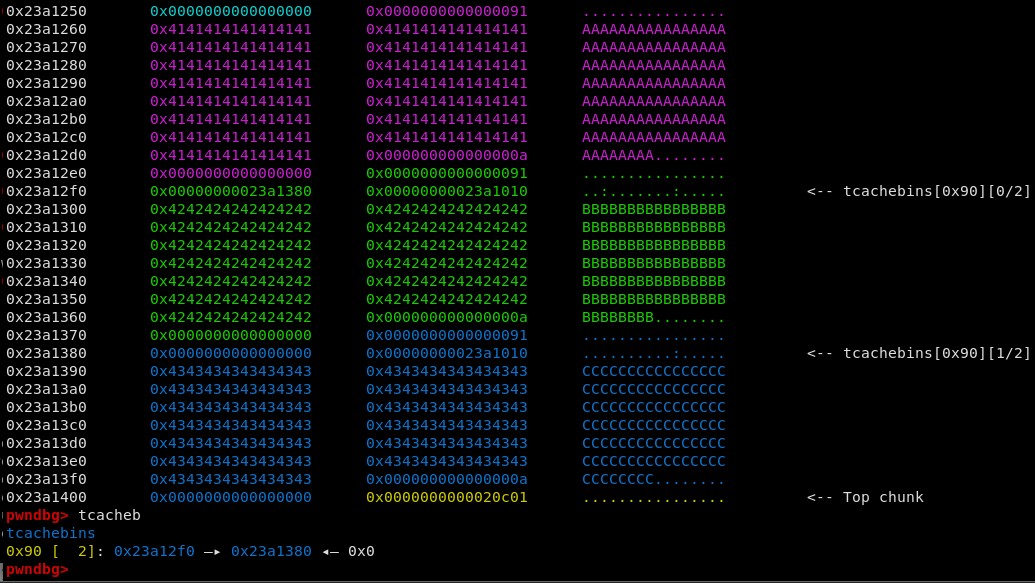 0x23a1250 0x0000000000000000 0x0000000000000091 ................
0x23a1260 0x4141414141414141 0x4141414141414141 AAAAAAAAAAAAAAAA
0x23a1270 0x4141414141414141 0x4141414141414141 AAAAAAAAAAAAAAAA
0x23a1280 0x4141414141414141 0x4141414141414141 AAAAAAAAAAAAAAAA
0x23a1290 0x4141414141414141 0x4141414141414141 AAAAAAAAAAAAAAAA
0x23a12a0 0x4141414141414141 0x4141414141414141 AAAAAAAAAAAAAAAA
0x23a12b0 0x4141414141414141 0x4141414141414141 AAAAAAAAAAAAAAAA
0x23a12c0 0x4141414141414141 0x4141414141414141 AAAAAAAAAAAAAAAA
0x23a12d0 0x4141414141414141 0x000000000000000a AAAAAAAA........
0x23a12e0 0x0000000000000000 0x0000000000000091 ................
0x23a12f0 0x00000000023a1380 0x00000000023a1010 ..:.......:..... <-- tcachebins[0x90][0/2]
0x23a1300 0x4242424242424242 0x4242424242424242 BBBBBBBBBBBBBBBB
0x23a1310 0x4242424242424242 0x4242424242424242 BBBBBBBBBBBBBBBB
0x23a1320 0x4242424242424242 0x4242424242424242 BBBBBBBBBBBBBBBB
0x23a1330 0x4242424242424242 0x4242424242424242 BBBBBBBBBBBBBBBB
0x23a1340 0x4242424242424242 0x4242424242424242 BBBBBBBBBBBBBBBB
0x23a1350 0x4242424242424242 0x4242424242424242 BBBBBBBBBBBBBBBB
0x23a1360 0x4242424242424242 0x000000000000000a BBBBBBBB........
0x23a1370 0x0000000000000000 0x0000000000000091 ................
0x23a1380 0x0000000000000000 0x00000000023a1010 ..........:..... <-- tcachebins[0x90][1/2]
0x23a1390 0x4343434343434343 0x4343434343434343 CCCCCCCCCCCCCCCC
0x23a13a0 0x4343434343434343 0x4343434343434343 CCCCCCCCCCCCCCCC
0x23a13b0 0x4343434343434343 0x4343434343434343 CCCCCCCCCCCCCCCC
0x23a13c0 0x4343434343434343 0x4343434343434343 CCCCCCCCCCCCCCCC
0x23a13d0 0x4343434343434343 0x4343434343434343 CCCCCCCCCCCCCCCC
0x23a13e0 0x4343434343434343 0x4343434343434343 CCCCCCCCCCCCCCCC
0x23a13f0 0x4343434343434343 0x000000000000000a CCCCCCCC........
0x23a1400 0x0000000000000000 0x0000000000020c01 ................ <-- Top chunk
pwndbg> tcacheb
tcachebins
0x90 [  2]: 0x23a12f0 —▸ 0x23a1380 ◂— 0x0
pwndbg>